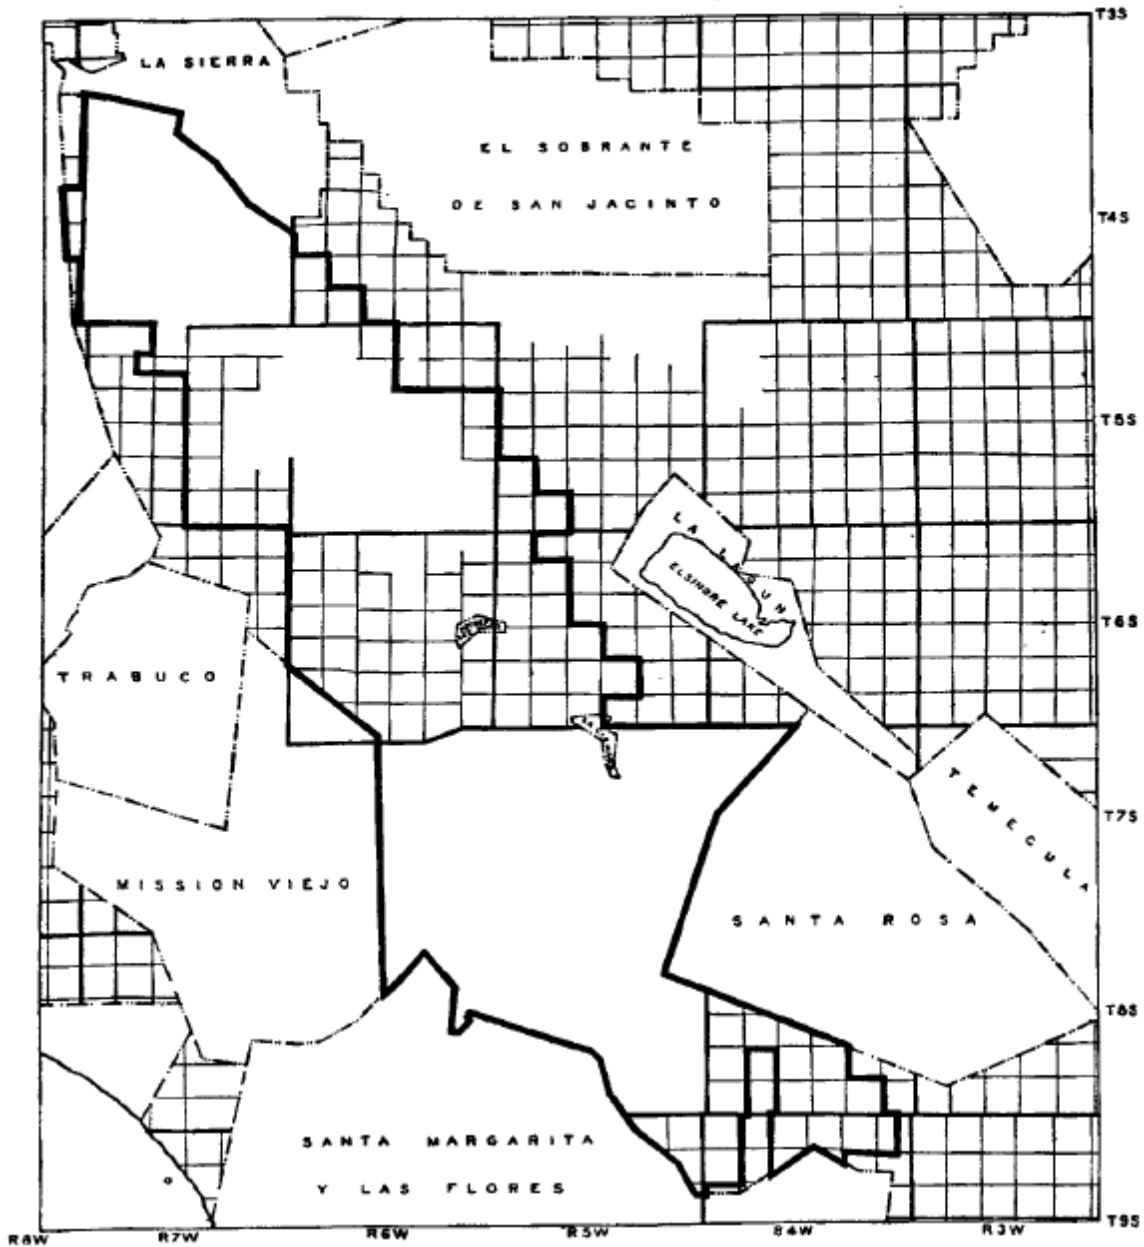 T3S
LA SIERRA
EL SOBRANTE
DE SAN JACINTO
T4S
T5S
LA LAGUN
ELSINORE LAKE
T6S
TRABUCO
TEMECULA
T7S
MISSION VIEJO
SANTA ROSA
T8S
SANTA MARGARITA
Y LAS FLORES
T9S
R8W
R7W
R6W
R5W
R4W
R3W